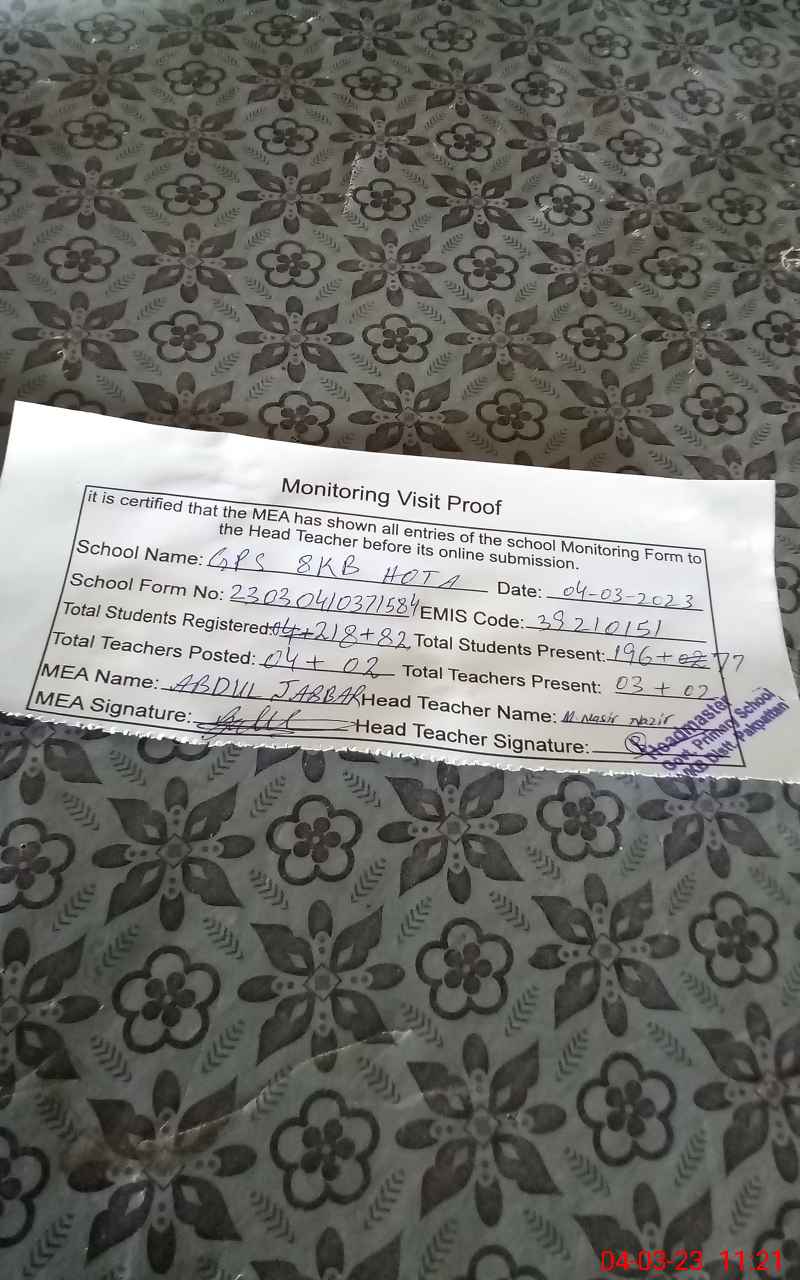 Monitoring Visit Proof
it is certified that the MEA has shown all entries of the school Monitoring Form to
the Head Teacher before its online submission.
School Name: GPS 8KB HOTA Date: 04-03-2023
School Form No: 23030410371584 EMIS Code: 39210151
Total Students Registered: 04+218+82 Total Students Present: 196+02 77
Total Teachers Posted: 04+ 02 Total Teachers Present: 03 + 02
MEA Name: ABDUL JABBAR Head Teacher Name: M. Nasir Nazir
MEA Signature: Head Teacher Signature:
Headmaster
Govt. Primary School
Distt. Pakpattan
04-03-23 11:21